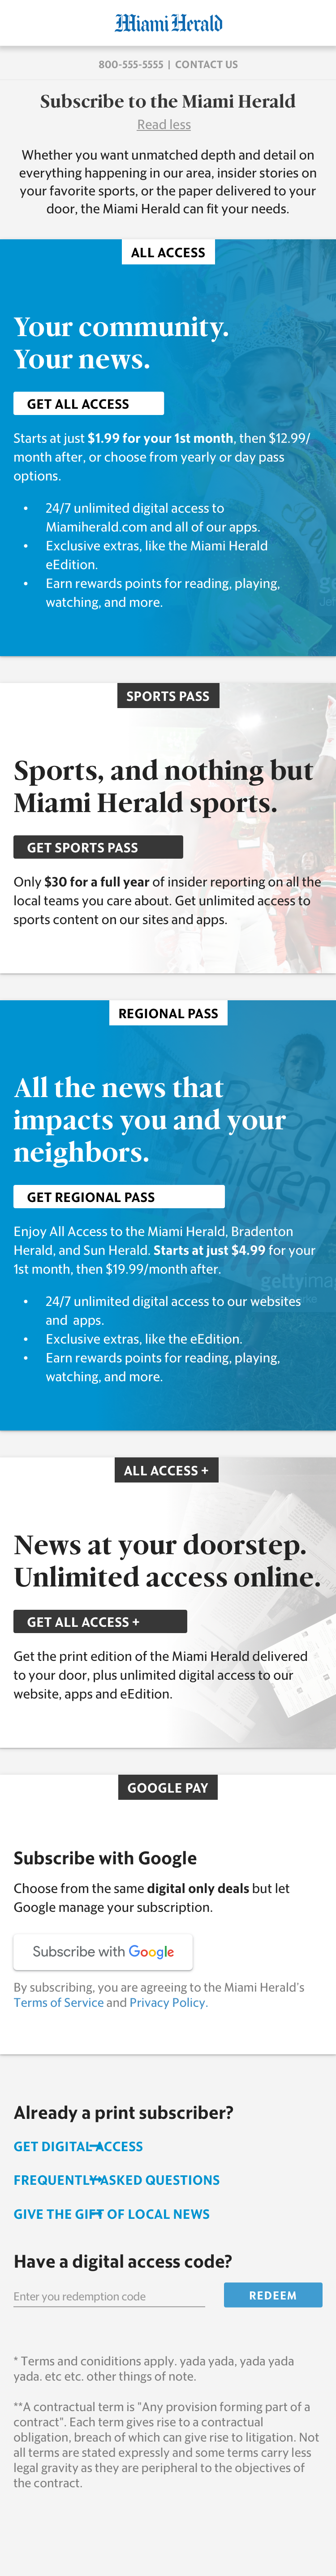 Miami Herald
800-555-5555 | CONTACT US
Subscribe to the Miami Herald
Read less
Whether you want unmatched depth and detail on
everything happening in our area, insider stories on
your favorite sports, or the paper delivered to your
door, the Miami Herald can fit your needs.
ALL ACCESS
Your community.
Your news.
GET ALL ACCESS
Starts at just $1.99 for your 1st month, then $12.99/
month after, or choose from yearly or day pass
options.
• 24/7 unlimited digital access to
Miamiherald.com and all of our apps.
• Exclusive extras, like the Miami Herald
eEdition.
• Earn rewards points for reading, playing,
watching, and more.
SPORTS PASS
Sports, and nothing but
Miami Herald sports.
GET SPORTS PASS
Only $30 for a full year of insider reporting on all the
local teams you care about. Get unlimited access to
sports content on our sites and apps.
REGIONAL PASS
All the news that
impacts you and your
neighbors.
GET REGIONAL PASS
Enjoy All Access to the Miami Herald, Bradenton
Herald, and Sun Herald. Starts at just $4.99 for your
1st month, then $19.99/month after.
gettyima
• 24/7 unlimited digital access to our websites
and apps.
• Exclusive extras, like the eEdition.
• Earn rewards points for reading, playing,
watching, and more.
ALL ACCESS +
News at your doorstep.
Unlimited access online.
GET ALL ACCESS +
Get the print edition of the Miami Herald delivered
to your door, plus unlimited digital access to our
website, apps and eEdition.
GOOGLE PAY
Subscribe with Google
Choose from the same digital only deals but let
Google manage your subscription.
Subscribe with Google
By subscribing, you are agreeing to the Miami Herald's
Terms of Service and Privacy Policy.
Already a print subscriber?
GET DIGITAL ACCESS
FREQUENTLY ASKED QUESTIONS
GIVE THE GIFT OF LOCAL NEWS
Have a digital access code?
Enter you redemption code
REDEEM
* Terms and coniditions apply. yada yada, yada yada
yada. etc etc. other things of note.
**A contractual term is "Any provision forming part of a
contract". Each term gives rise to a contractual
obligation, breach of which can give rise to litigation. Not
all terms are stated expressly and some terms carry less
legal gravity as they are peripheral to the objectives of
the contract.